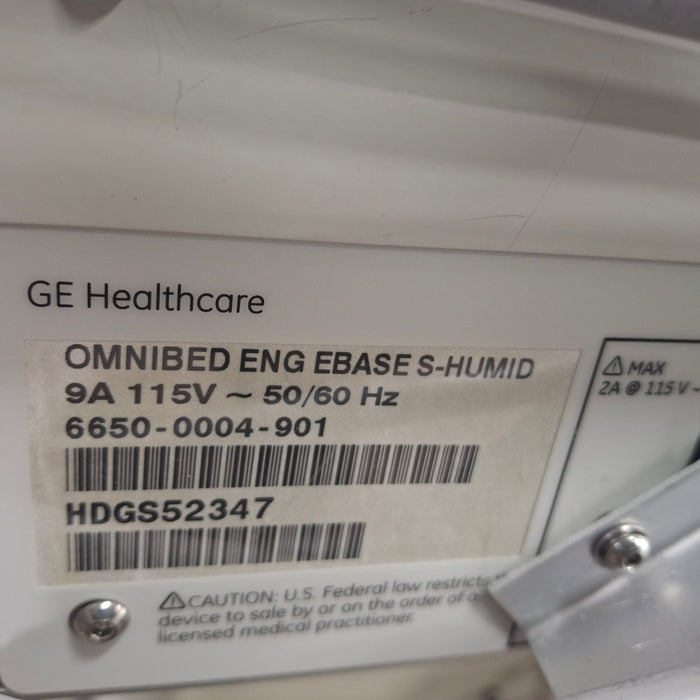 GE Healthcare
OMNIBED ENG EBASE S-HUMID
9A 115V ~ 50/60 Hz
6650-0004-901
HDGS52347
⚠ MAX
2A @ 115 V ~
⚠CAUTION: U.S. Federal law restricts
device to sale by or on the order of a
licensed medical practitioner.